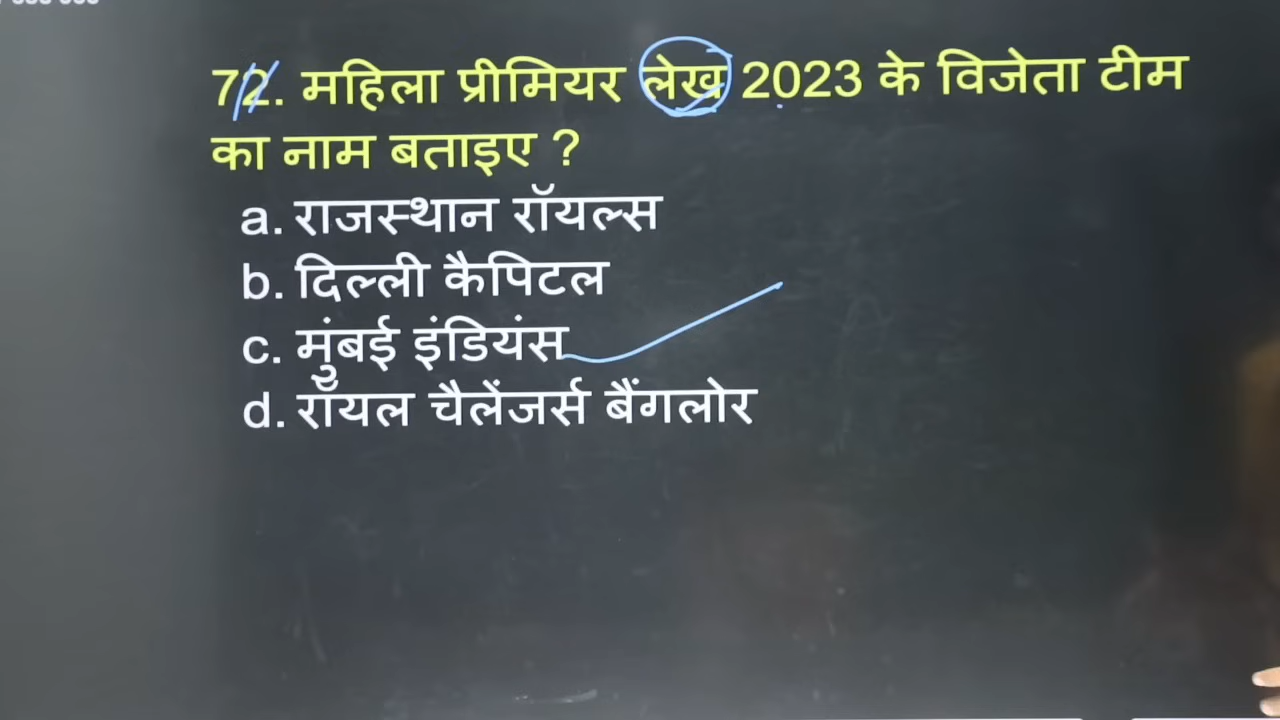 72. महिला प्रीमियर लेख 2023 के विजेता टीम
का नाम बताइए ?
a. राजस्थान रॉयल्स
b. दिल्ली कैपिटल
c. मुंबई इंडियंस
d. रॉयल चैलेंजर्स बैंगलोर